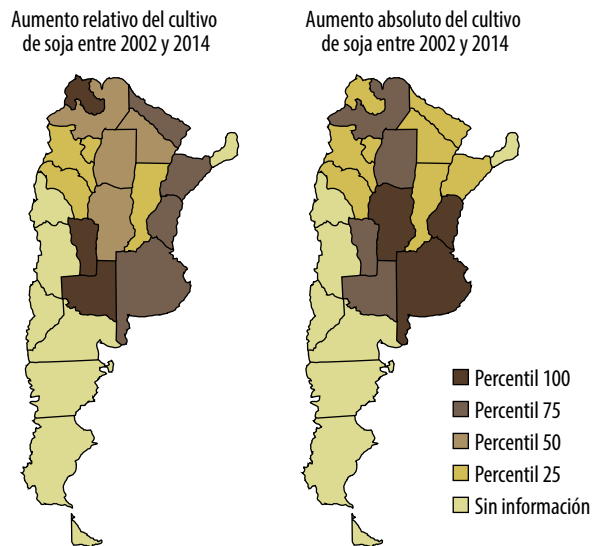 Aumento relativo del cultivo
de soja entre 2002 y 2014
Aumento absoluto del cultivo
de soja entre 2002 y 2014
Percentil 100
Percentil 75
Percentil 50
Percentil 25
Sin información